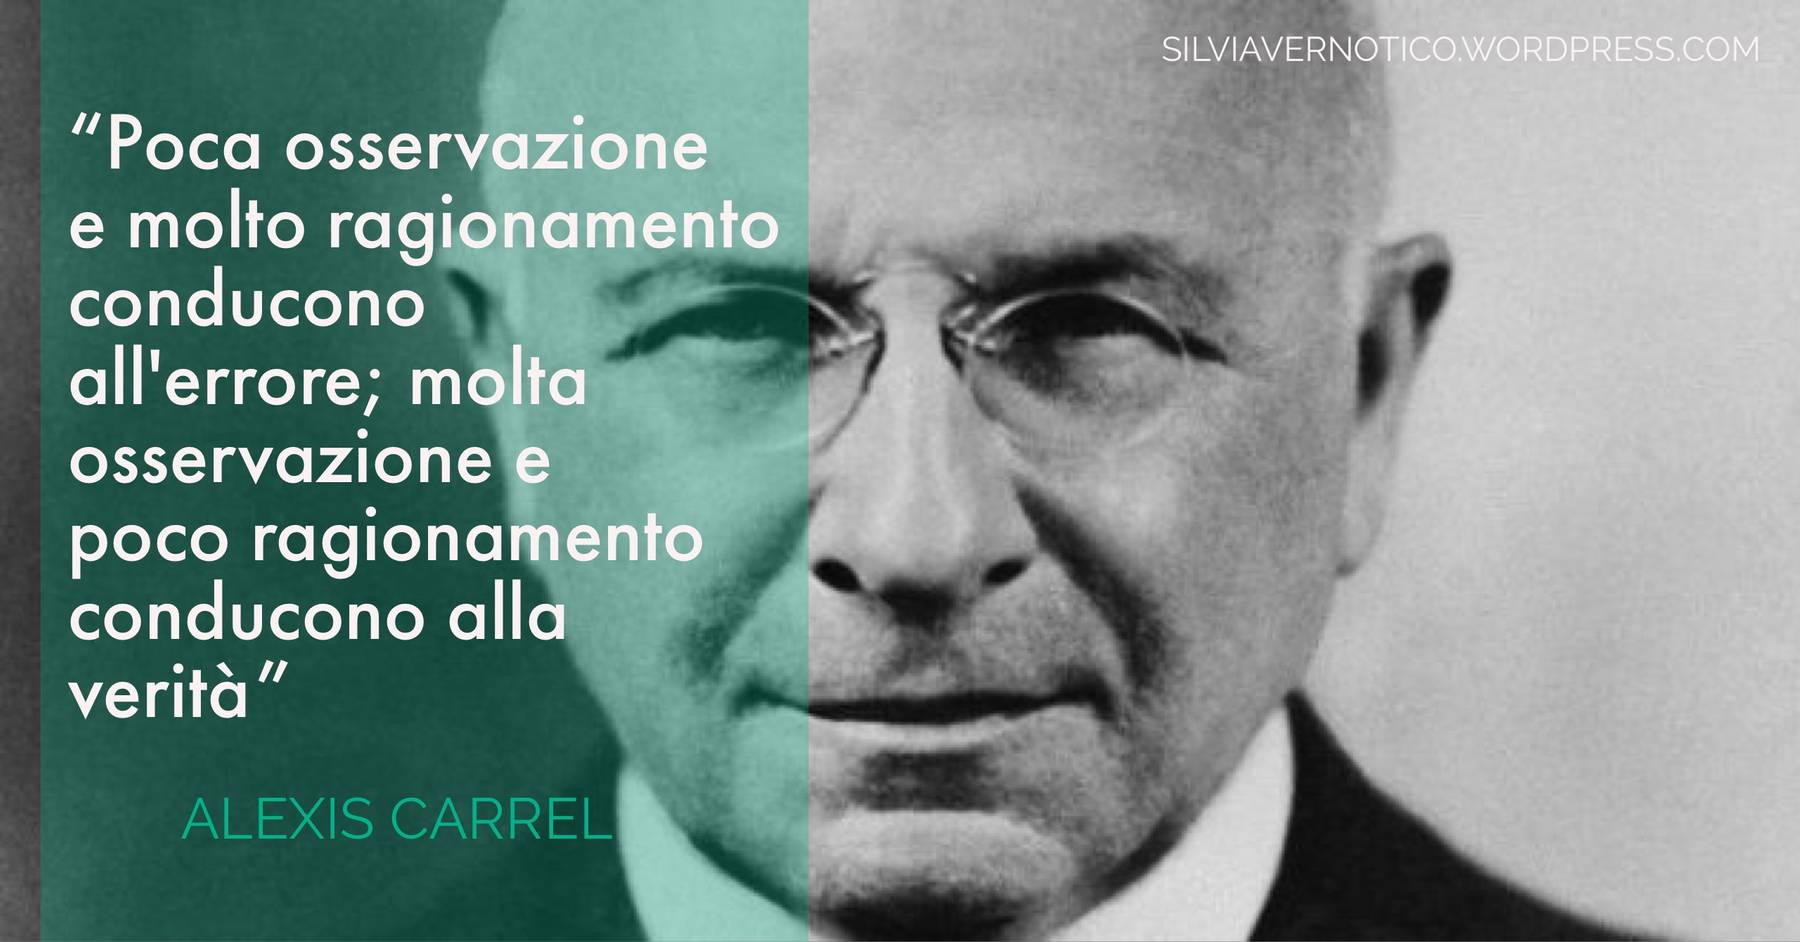 SILVIAVERNOTICO.WORDPRESS.COM
“Poca osservazione
e molto ragionamento
conducono
all'errore; molta
osservazione e
poco ragionamento
conducono alla
verità”
ALEXIS CARREL